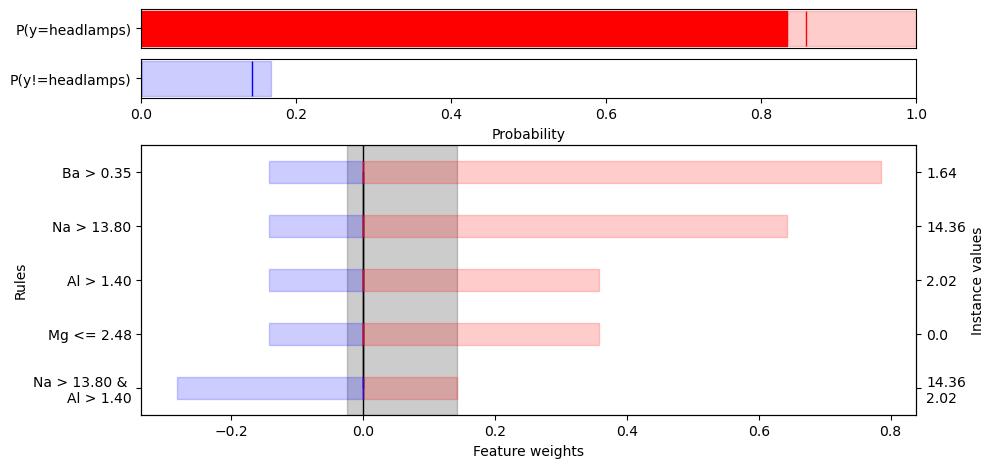 P(y=headlamps)
P(y!=headlamps)
0.0 0.2 0.4 0.6 0.8 1.0
Probability
Rules
Ba > 0.35 1.64
Na > 13.80 14.36
Al > 1.40 2.02
Mg <= 2.48 0.0
Na > 13.80 & 14.36
Al > 1.40 2.02
Instance values
−0.2 0.0 0.2 0.4 0.6 0.8
Feature weights